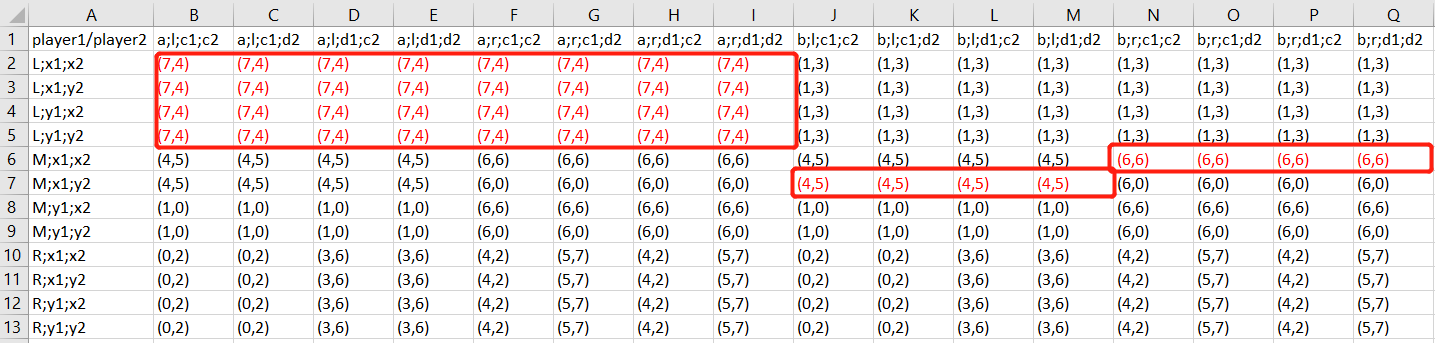 A B C D E F G H I J K L M N O P Q
1 player1/player2 a;l;c1;c2 a;l;c1;d2 a;l;d1;c2 a;l;d1;d2 a;r;c1;c2 a;r;c1;d2 a;r;d1;c2 a;r;d1;d2 b;l;c1;c2 b;l;c1;d2 b;l;d1;c2 b;l;d1;d2 b;r;c1;c2 b;r;c1;d2 b;r;d1;c2 b;r;d1;d2
2 L;x1;x2 (7,4) (7,4) (7,4) (7,4) (7,4) (7,4) (7,4) (7,4) (1,3) (1,3) (1,3) (1,3) (1,3) (1,3) (1,3) (1,3)
3 L;x1;y2 (7,4) (7,4) (7,4) (7,4) (7,4) (7,4) (7,4) (7,4) (1,3) (1,3) (1,3) (1,3) (1,3) (1,3) (1,3) (1,3)
4 L;y1;x2 (7,4) (7,4) (7,4) (7,4) (7,4) (7,4) (7,4) (7,4) (1,3) (1,3) (1,3) (1,3) (1,3) (1,3) (1,3) (1,3)
5 L;y1;y2 (7,4) (7,4) (7,4) (7,4) (7,4) (7,4) (7,4) (7,4) (1,3) (1,3) (1,3) (1,3) (1,3) (1,3) (1,3) (1,3)
6 M;x1;x2 (4,5) (4,5) (4,5) (4,5) (6,6) (6,6) (6,6) (6,6) (4,5) (4,5) (4,5) (4,5) (6,6) (6,6) (6,6) (6,6)
7 M;x1;y2 (4,5) (4,5) (4,5) (4,5) (6,0) (6,0) (6,0) (6,0) (4,5) (4,5) (4,5) (4,5) (6,0) (6,0) (6,0) (6,0)
8 M;y1;x2 (1,0) (1,0) (1,0) (1,0) (6,6) (6,6) (6,6) (6,6) (1,0) (1,0) (1,0) (1,0) (6,6) (6,6) (6,6) (6,6)
9 M;y1;y2 (1,0) (1,0) (1,0) (1,0) (6,0) (6,0) (6,0) (6,0) (1,0) (1,0) (1,0) (1,0) (6,0) (6,0) (6,0) (6,0)
10 R;x1;x2 (0,2) (0,2) (3,6) (3,6) (4,2) (5,7) (4,2) (5,7) (0,2) (0,2) (3,6) (3,6) (4,2) (5,7) (4,2) (5,7)
11 R;x1;y2 (0,2) (0,2) (3,6) (3,6) (4,2) (5,7) (4,2) (5,7) (0,2) (0,2) (3,6) (3,6) (4,2) (5,7) (4,2) (5,7)
12 R;y1;x2 (0,2) (0,2) (3,6) (3,6) (4,2) (5,7) (4,2) (5,7) (0,2) (0,2) (3,6) (3,6) (4,2) (5,7) (4,2) (5,7)
13 R;y1;y2 (0,2) (0,2) (3,6) (3,6) (4,2) (5,7) (4,2) (5,7) (0,2) (0,2) (3,6) (3,6) (4,2) (5,7) (4,2) (5,7)